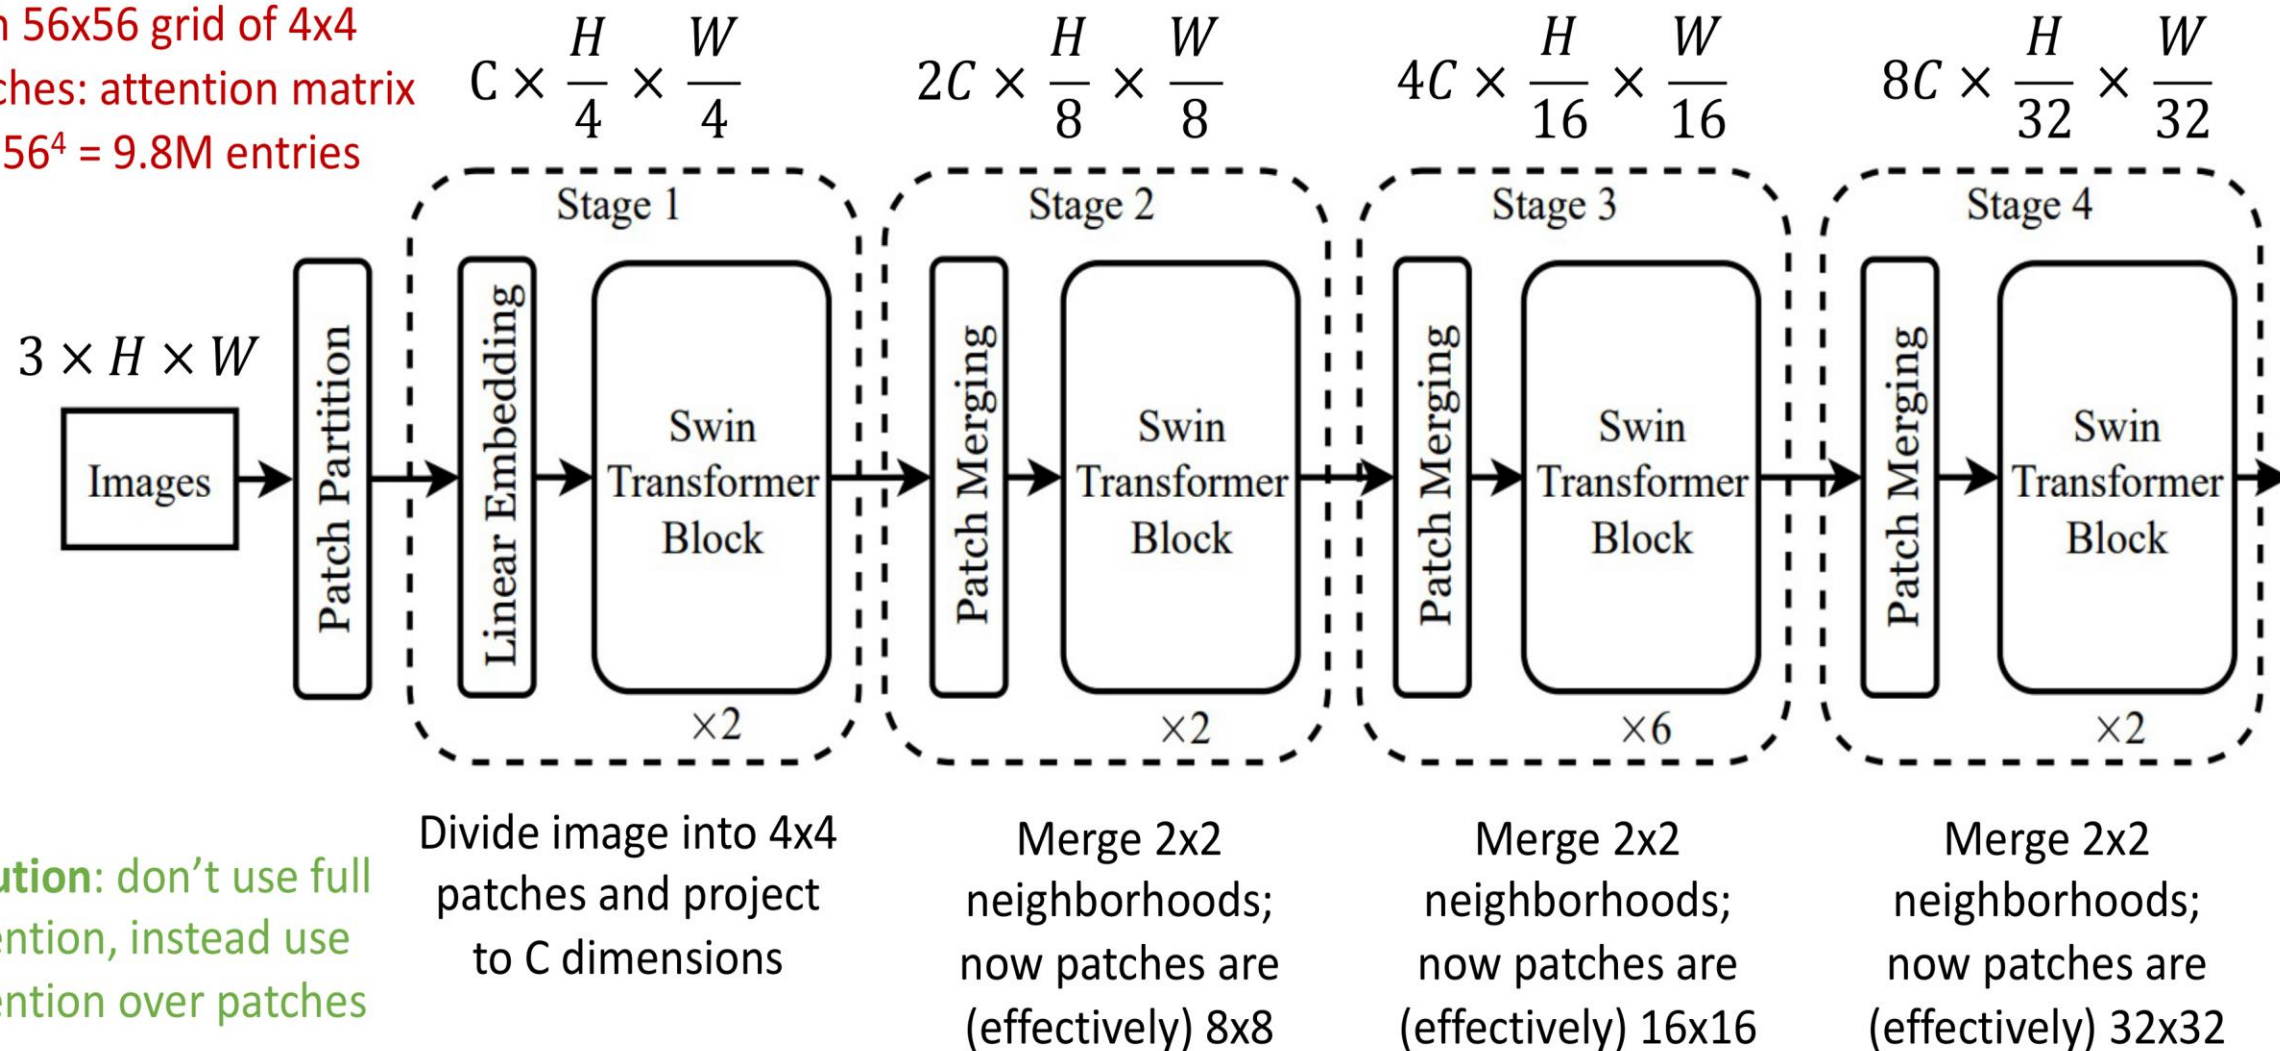 56x56 grid of 4x4
attention matrix
56⁴ = 9.8M entries
C × H/4 × W/4
2C × H/8 × W/8
4C × H/16 × W/16
8C × H/32 × W/32
3 × H × W
Images
Patch Partition
Stage 1
Linear Embedding
Swin
Transformer
Block
×2
Stage 2
Patch Merging
Swin
Transformer
Block
×2
Stage 3
Patch Merging
Swin
Transformer
Block
×6
Stage 4
Patch Merging
Swin
Transformer
Block
×2
: don’t use full
instead use
over patches
Divide image into 4x4
patches and project
to C dimensions
Merge 2x2
neighborhoods;
now patches are
(effectively) 8x8
Merge 2x2
neighborhoods;
now patches are
(effectively) 16x16
Merge 2x2
neighborhoods;
now patches are
(effectively) 32x32